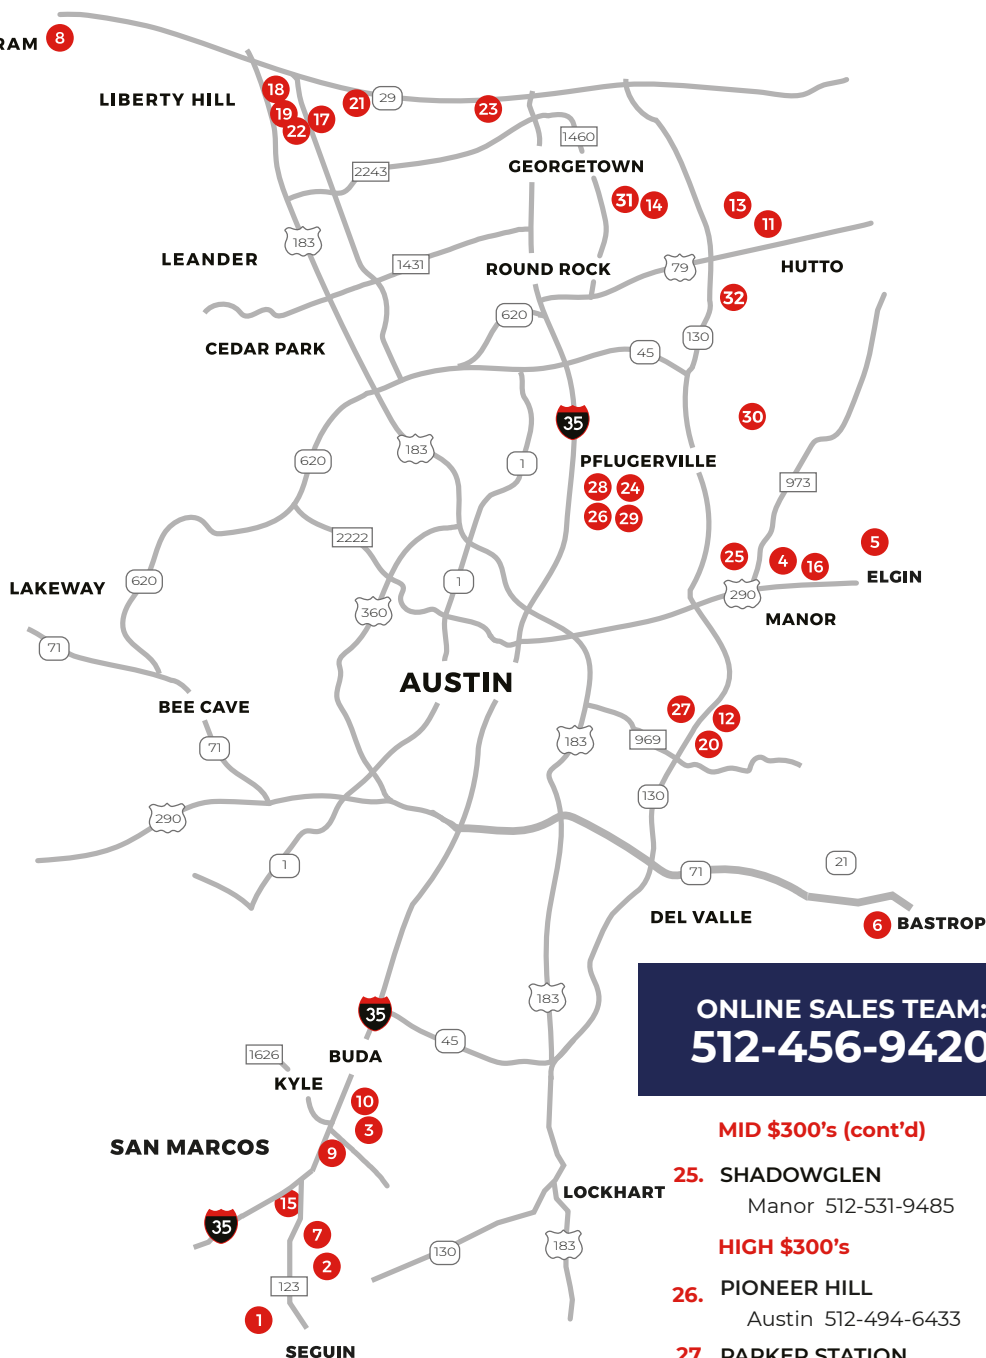 RAM 8
18
LIBERTY HILL
21 29
23
19
17
22
1460
GEORGETOWN
2243
31 14
13
11
183
LEANDER
1431
ROUND ROCK
79
HUTTO
32
620
130
CEDAR PARK
45
30
35
183
620
1
PFLUGERVILLE
973
28 24
26 29
2222
25
4 16
5
ELGIN
LAKEWAY
620
1
290
360
MANOR
71
AUSTIN
BEE CAVE
27
12
20
183
969
71
130
290
1
21
71
DEL VALLE
6 BASTROP
183
35
45
1626
BUDA
KYLE
10
3
SAN MARCOS
9
15
35
7
2
LOCKHART
130
183
123
1
SEGUIN
ONLINE SALES TEAM:
512-456-9420
MID $300's (cont'd)
25. SHADOWGLEN
Manor 512-531-9485
HIGH $300's
26. PIONEER HILL
Austin 512-494-6433
27. PARKER STATION